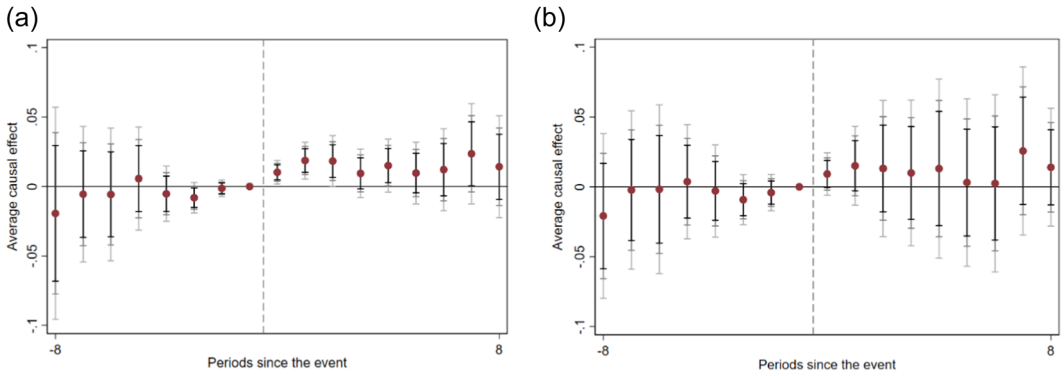 (a)
.1
.05
0
-.05
-.1
Average causal effect
-8
8
Periods since the event
(b)
.1
.05
0
-.05
-.1
Average causal effect
-8
8
Periods since the event